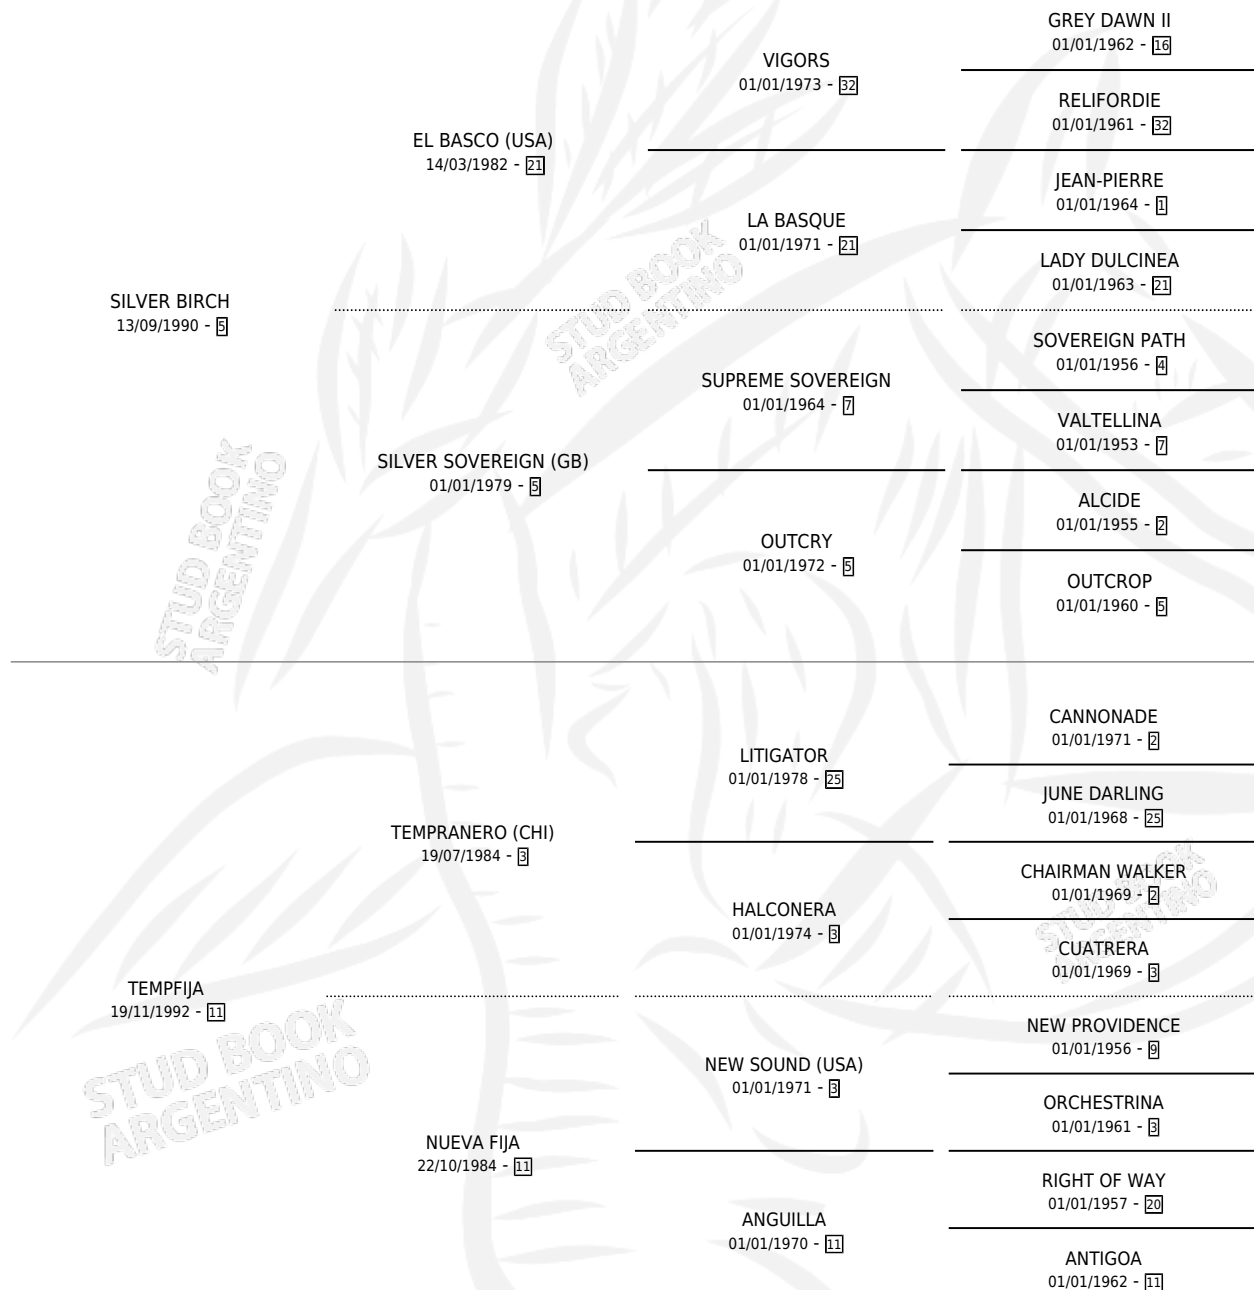 GREY DAWN II
01/01/1962 - 16
VIGORS
01/01/1973 - 32
RELIFORDIE
01/01/1961 - 32
EL BASCO (USA)
14/03/1982 - 21
JEAN-PIERRE
01/01/1964 - 1
LA BASQUE
01/01/1971 - 21
LADY DULCINEA
01/01/1963 - 21
SILVER BIRCH
13/09/1990 - 5
SOVEREIGN PATH
01/01/1956 - 4
SUPREME SOVEREIGN
01/01/1964 - 7
VALTELLINA
01/01/1953 - 7
SILVER SOVEREIGN (GB)
01/01/1979 - 5
ALCIDE
01/01/1955 - 2
OUTCRY
01/01/1972 - 5
OUTCROP
01/01/1960 - 5
CANNONADE
01/01/1971 - 2
LITIGATOR
01/01/1978 - 25
JUNE DARLING
01/01/1968 - 25
TEMPRANERO (CHI)
19/07/1984 - 3
CHAIRMAN WALKER
01/01/1969 - 2
HALCONERA
01/01/1974 - 3
CUATRERA
01/01/1969 - 3
TEMPFIJA
19/11/1992 - 11
NEW PROVIDENCE
01/01/1956 - 9
NEW SOUND (USA)
01/01/1971 - 3
ORCHESTRINA
01/01/1961 - 3
NUEVA FIJA
22/10/1984 - 11
RIGHT OF WAY
01/01/1957 - 20
ANGUILLA
01/01/1970 - 11
ANTIGOA
01/01/1962 - 11
STUD BOOK
ARGENTINO
STUD BOOK
ARGENTINO
STUD BOOK
ARGENTINO
STUD BOOK
ARGENTINO